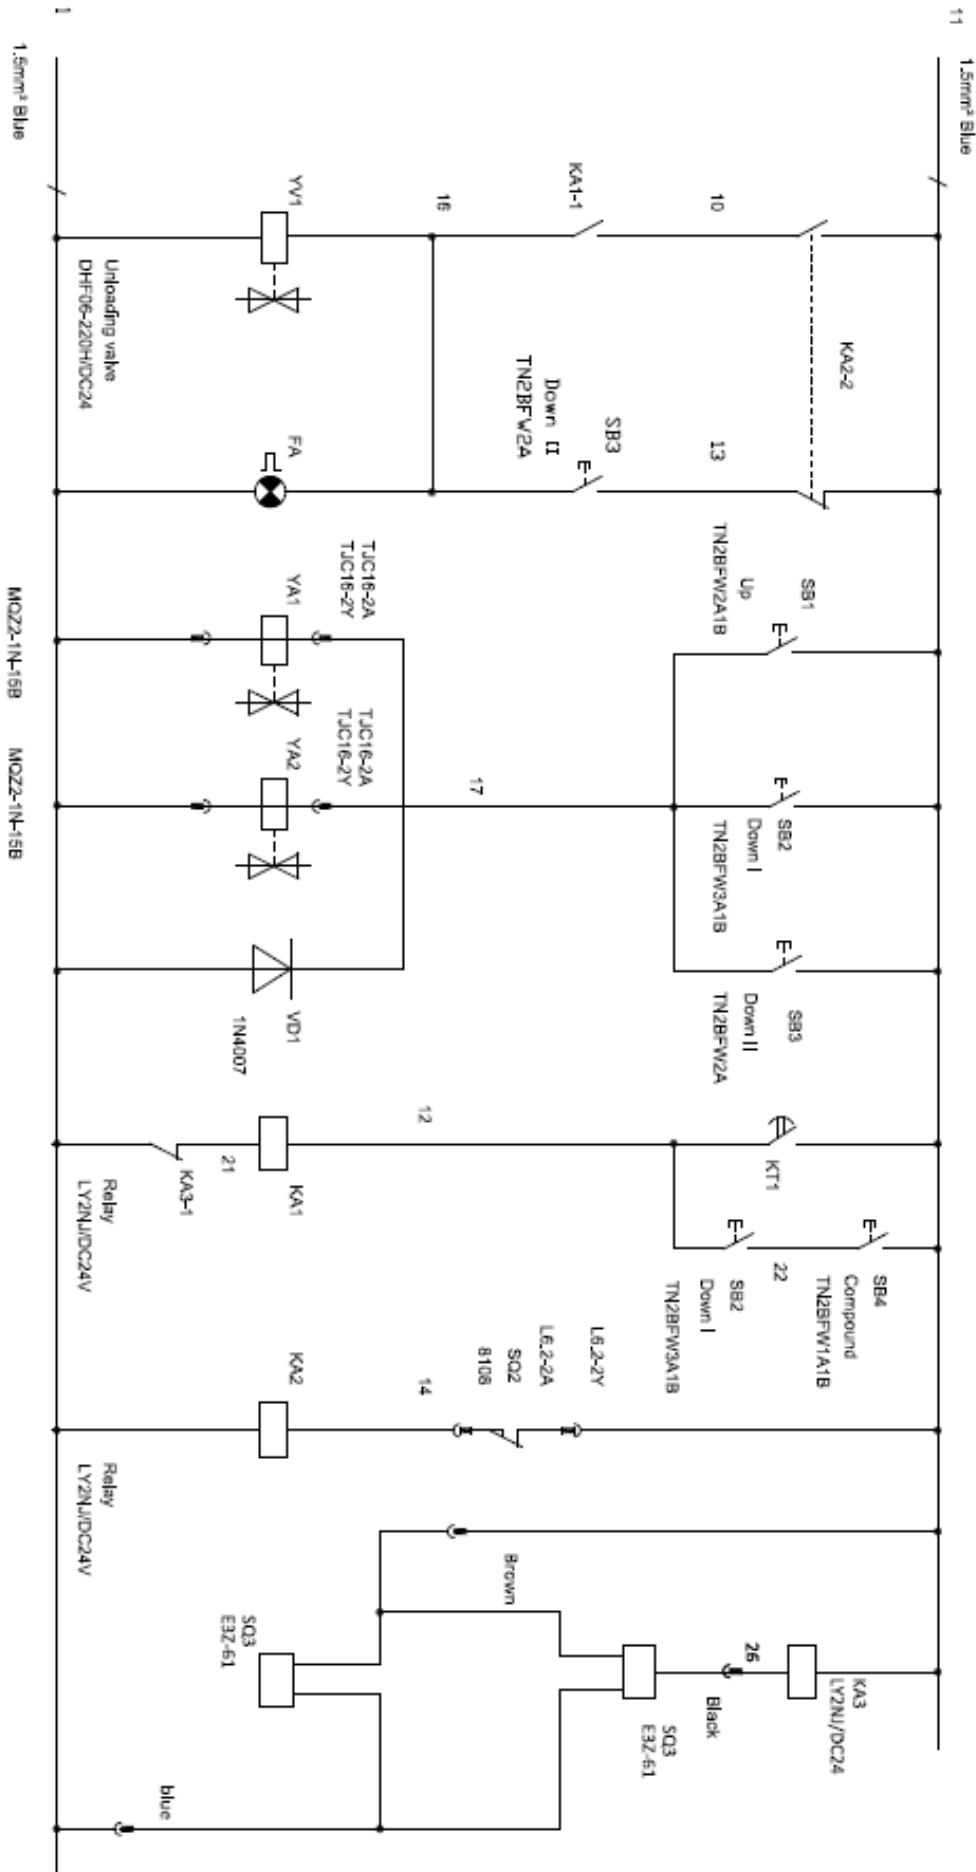 11
1.5mm² Blue
1
1.5mm² Blue
KA2-2
10
KA1-1
16
YV1
Unloading valve
DHF06-220H/DC24
13
SB3
Down II
TN2BFW2A
FA
SB1
Up
TN2BFW2A1B
TJC16-2A
TJC16-2Y
YA1
MQZ2-1N-15B
SB2
Down I
TN2BFW3A1B
17
TJC16-2A
TJC16-2Y
YA2
MQZ2-1N-15B
SB3
Down II
TN2BFW2A
VD1
1N4007
KT1
12
KA1
21
KA3-1
Relay
LY2NJ/DC24V
SB4
Compound
TN2BFW1A1B
22
SB2
Down I
TN2BFW3A1B
L6.2-2Y
L6.2-2A
SQ2
8108
14
KA2
Relay
LY2NJ/DC24V
Brown
SQ3
E3Z-61
KA3
LY2NJ/DC24
26
Black
SQ3
E3Z-61
blue